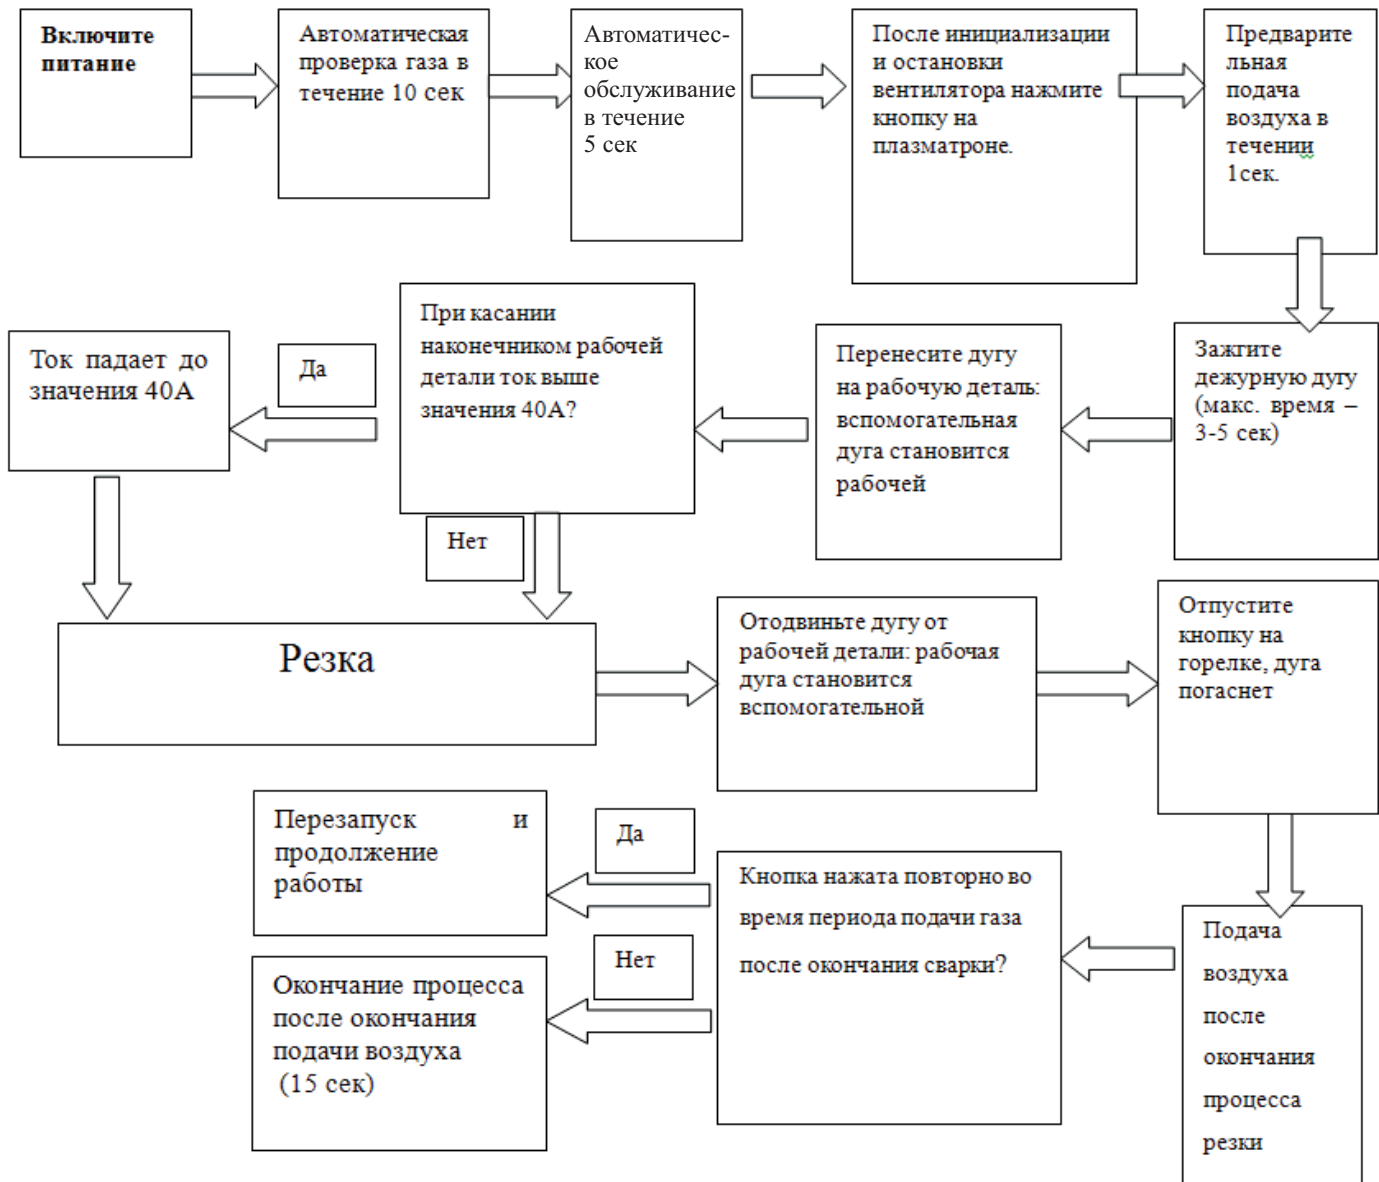 Включите
питание
Автоматическая
проверка газа в
течение 10 сек
Автоматичес-
кое
обслуживание
в течение
5 сек
После инициализации
и остановки
вентилятора нажмите
кнопку на
плазматроне.
Предварите
льная
подача
воздуха в
течении
1сек.
Зажгите
дежурную дугу
(макс. время –
3-5 сек)
Перенесите дугу
на рабочую деталь:
вспомогательная
дуга становится
рабочей
При касании
наконечником рабочей
детали ток выше
значения 40А?
Да
Ток падает до
значения 40А
Нет
Резка
Отодвиньте дугу от
рабочей детали: рабочая
дуга становится
вспомогательной
Отпустите
кнопку на
горелке, дуга
погаснет
Подача
воздуха
после
окончания
процесса
резки
Кнопка нажата повторно во
время периода подачи газа
после окончания сварки?
Да
Перезапуск и
продолжение
работы
Нет
Окончание процесса
после окончания
подачи воздуха
(15 сек)